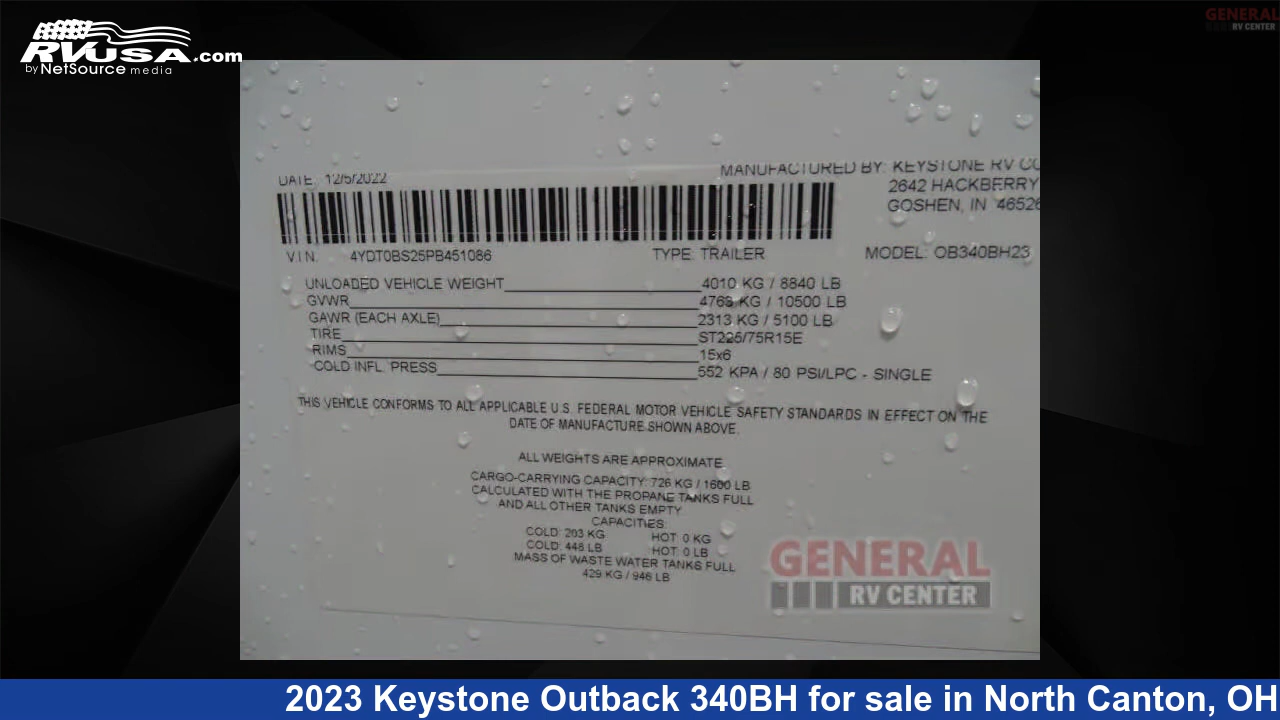 RVUSA.com
by NetSource media
GENERAL
RV CENTER
DATE: 12/5/2022
MANUFACTURED BY: KEYSTONE RV CO
2642 HACKBERRY
GOSHEN, IN 46526
V.I.N. 4YDT0BS25PB451086 TYPE: TRAILER MODEL: OB340BH23
UNLOADED VEHICLE WEIGHT 4010 KG / 8840 LB
GVWR 4763 KG / 10500 LB
GAWR (EACH AXLE) 2313 KG / 5100 LB
TIRE ST225/75R15E
RIMS 15x6
COLD INFL. PRESS 552 KPA / 80 PSI/LPC - SINGLE
THIS VEHICLE CONFORMS TO ALL APPLICABLE U.S. FEDERAL MOTOR VEHICLE SAFETY STANDARDS IN EFFECT ON THE
DATE OF MANUFACTURE SHOWN ABOVE.
ALL WEIGHTS ARE APPROXIMATE
CARGO-CARRYING CAPACITY: 726 KG / 1600 LB
CALCULATED WITH THE PROPANE TANKS FULL
AND ALL OTHER TANKS EMPTY
CAPACITIES:
COLD: 203 KG HOT: 0 KG
COLD: 448 LB HOT: 0 LB
MASS OF WASTE WATER TANKS FULL
429 KG / 946 LB
GENERAL
RV CENTER
2023 Keystone Outback 340BH for sale in North Canton, OH